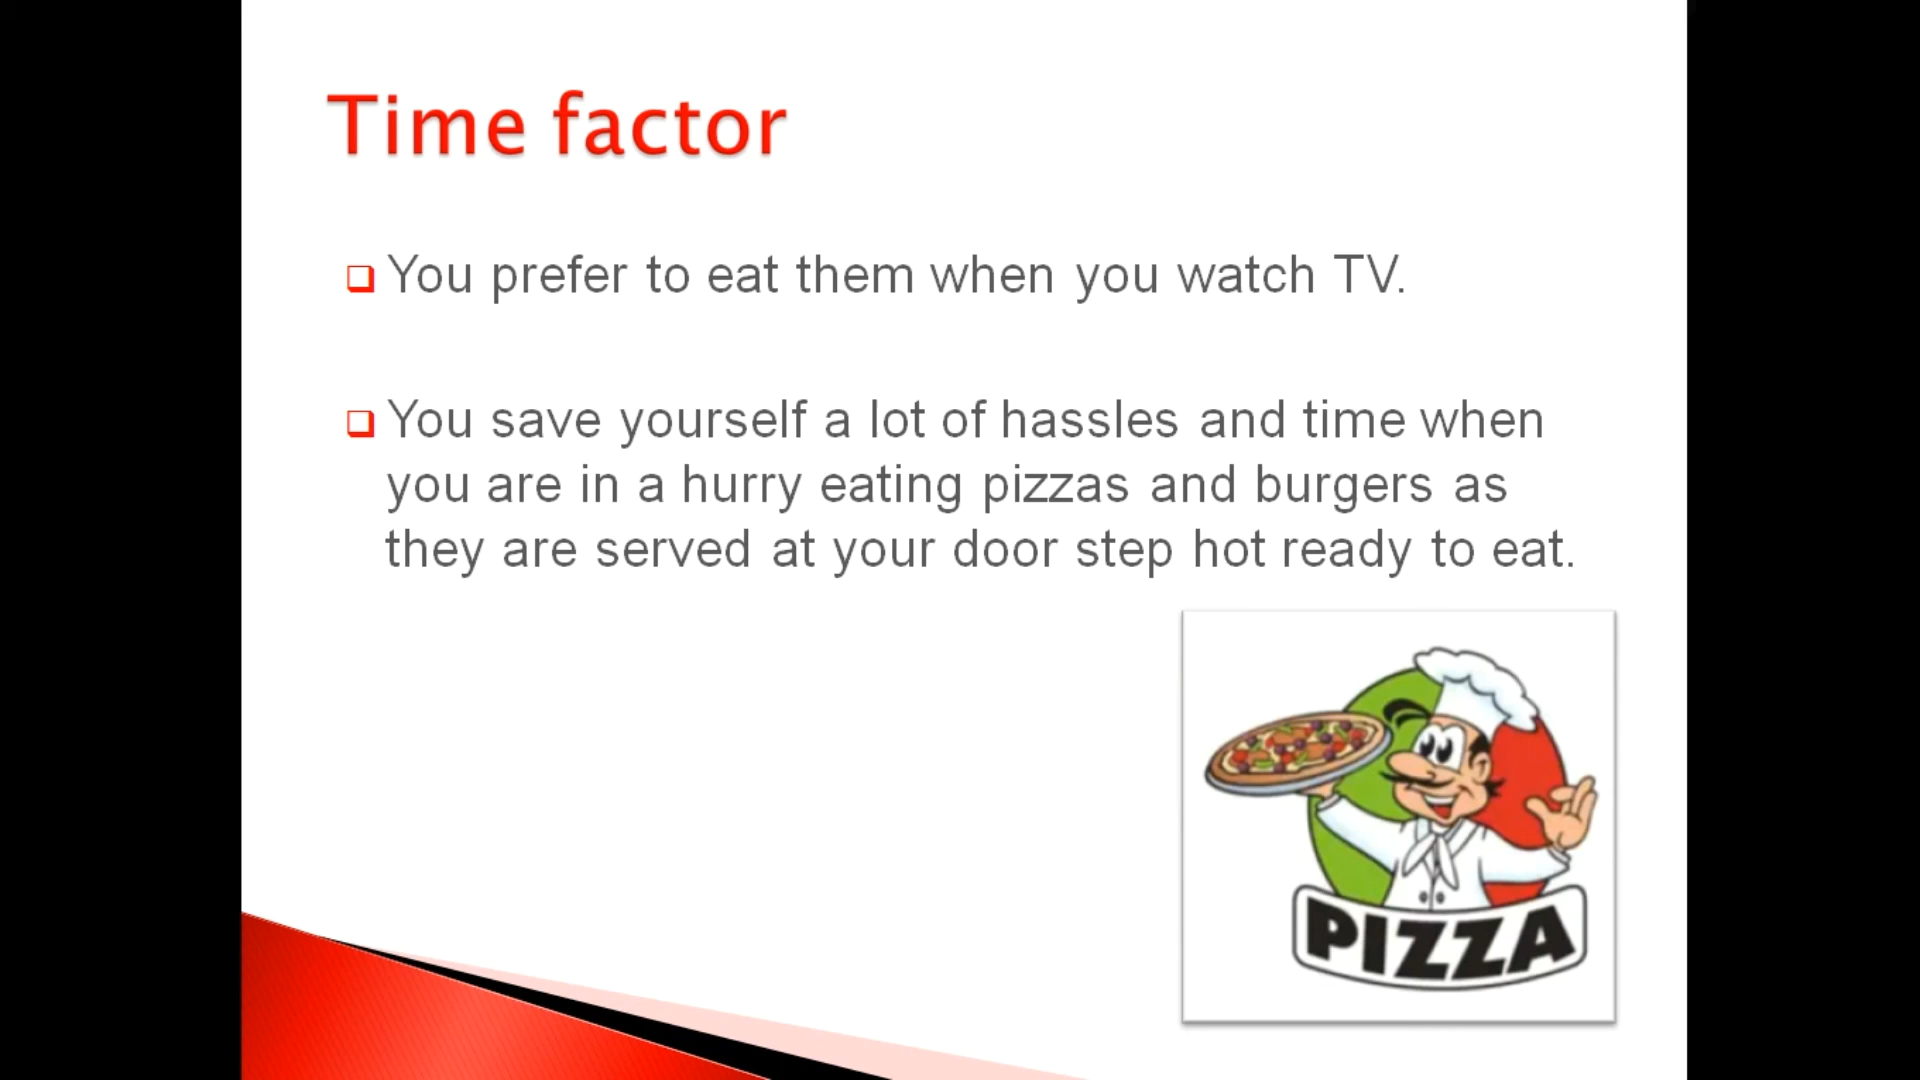 Time factor
You prefer to eat them when you watch TV.
You save yourself a lot of hassles and time when
you are in a hurry eating pizzas and burgers as
they are served at your door step hot ready to eat.
PIZZA